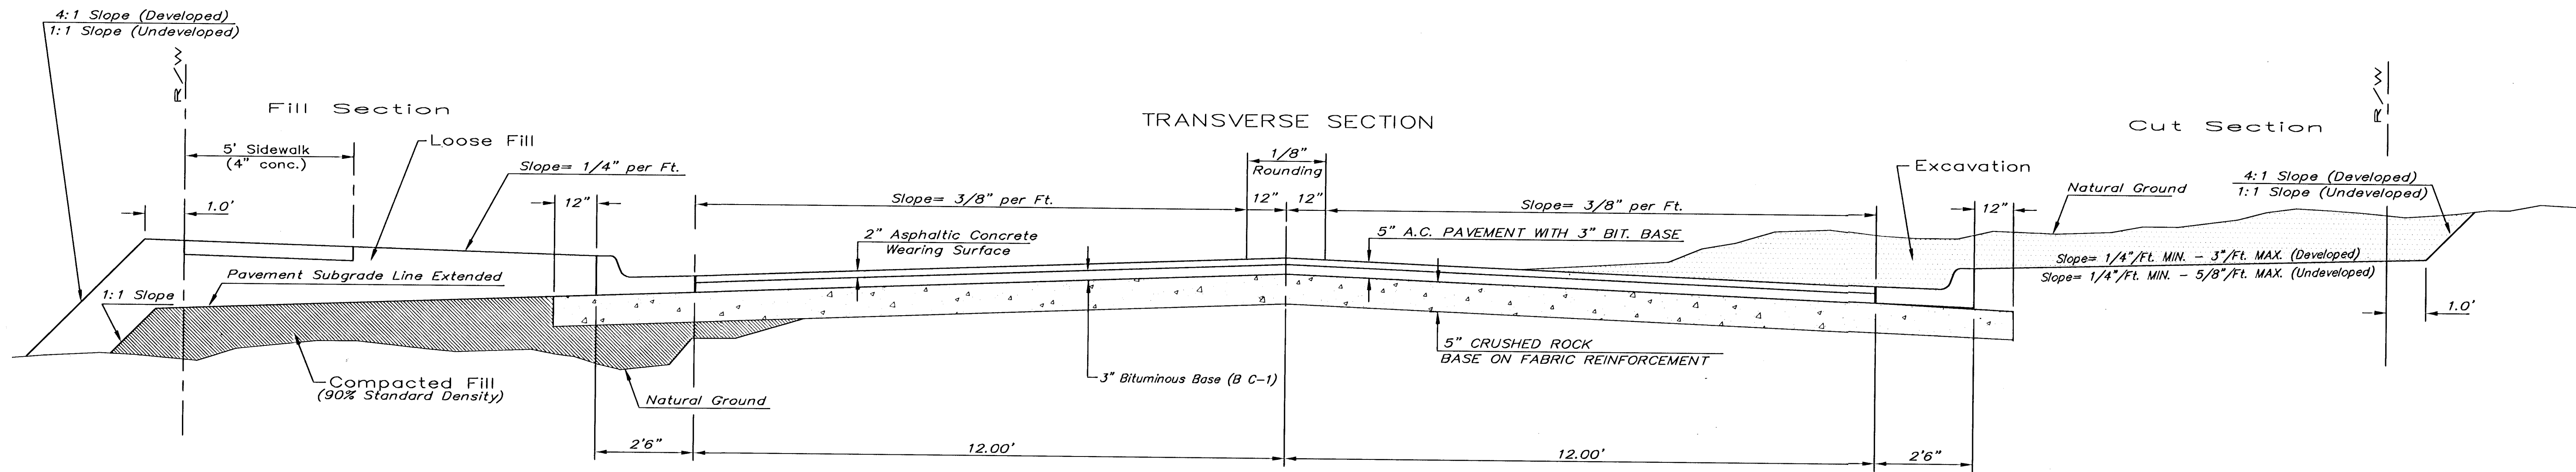 4:1 Slope (Developed)
1:1 Slope (Undeveloped)
R/W
Fill Section
Loose Fill
5' Sidewalk
(4" conc.)
Slope= 1/4" per Ft.
1.0'
12"
Pavement Subgrade Line Extended
1:1 Slope
Compacted Fill
(90% Standard Density)
Natural Ground
TRANSVERSE SECTION
1/8"
Rounding
12"
12"
Slope= 3/8" per Ft.
Slope= 3/8" per Ft.
2" Asphaltic Concrete
Wearing Surface
5" A.C. PAVEMENT WITH 3" BIT. BASE
5" CRUSHED ROCK
BASE ON FABRIC REINFORCEMENT
3" Bituminous Base (B C-1)
R/W
Cut Section
Excavation
Natural Ground
4:1 Slope (Developed)
1:1 Slope (Undeveloped)
12"
Slope= 1/4"/Ft. MIN. - 3"/Ft. MAX. (Developed)
Slope= 1/4"/Ft. MIN. - 5/8"/Ft. MAX. (Undeveloped)
1.0'
2'6"
12.00'
12.00'
2'6"